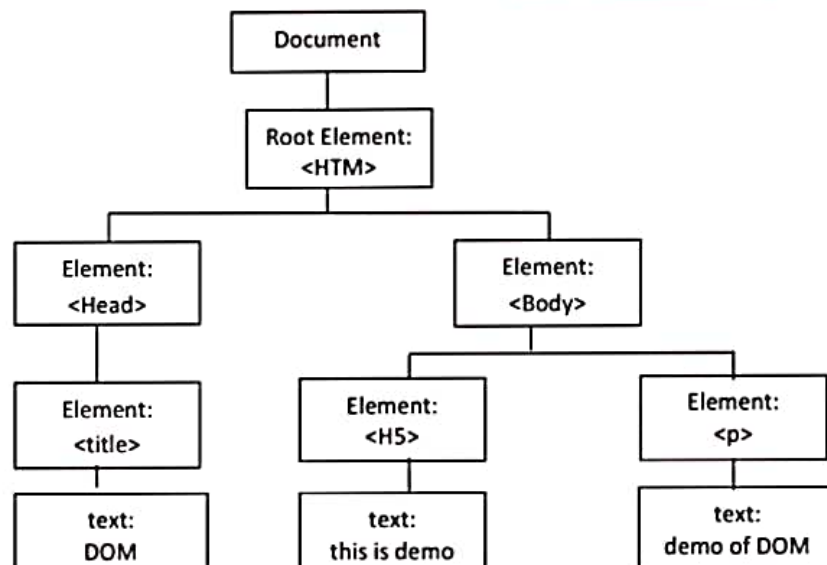 Document
Root Element:
<HTM>
Element:
<Head>
Element:
<Body>
Element:
<title>
Element:
<H5>
Element:
<p>
text:
DOM
text:
this is demo
text:
demo of DOM